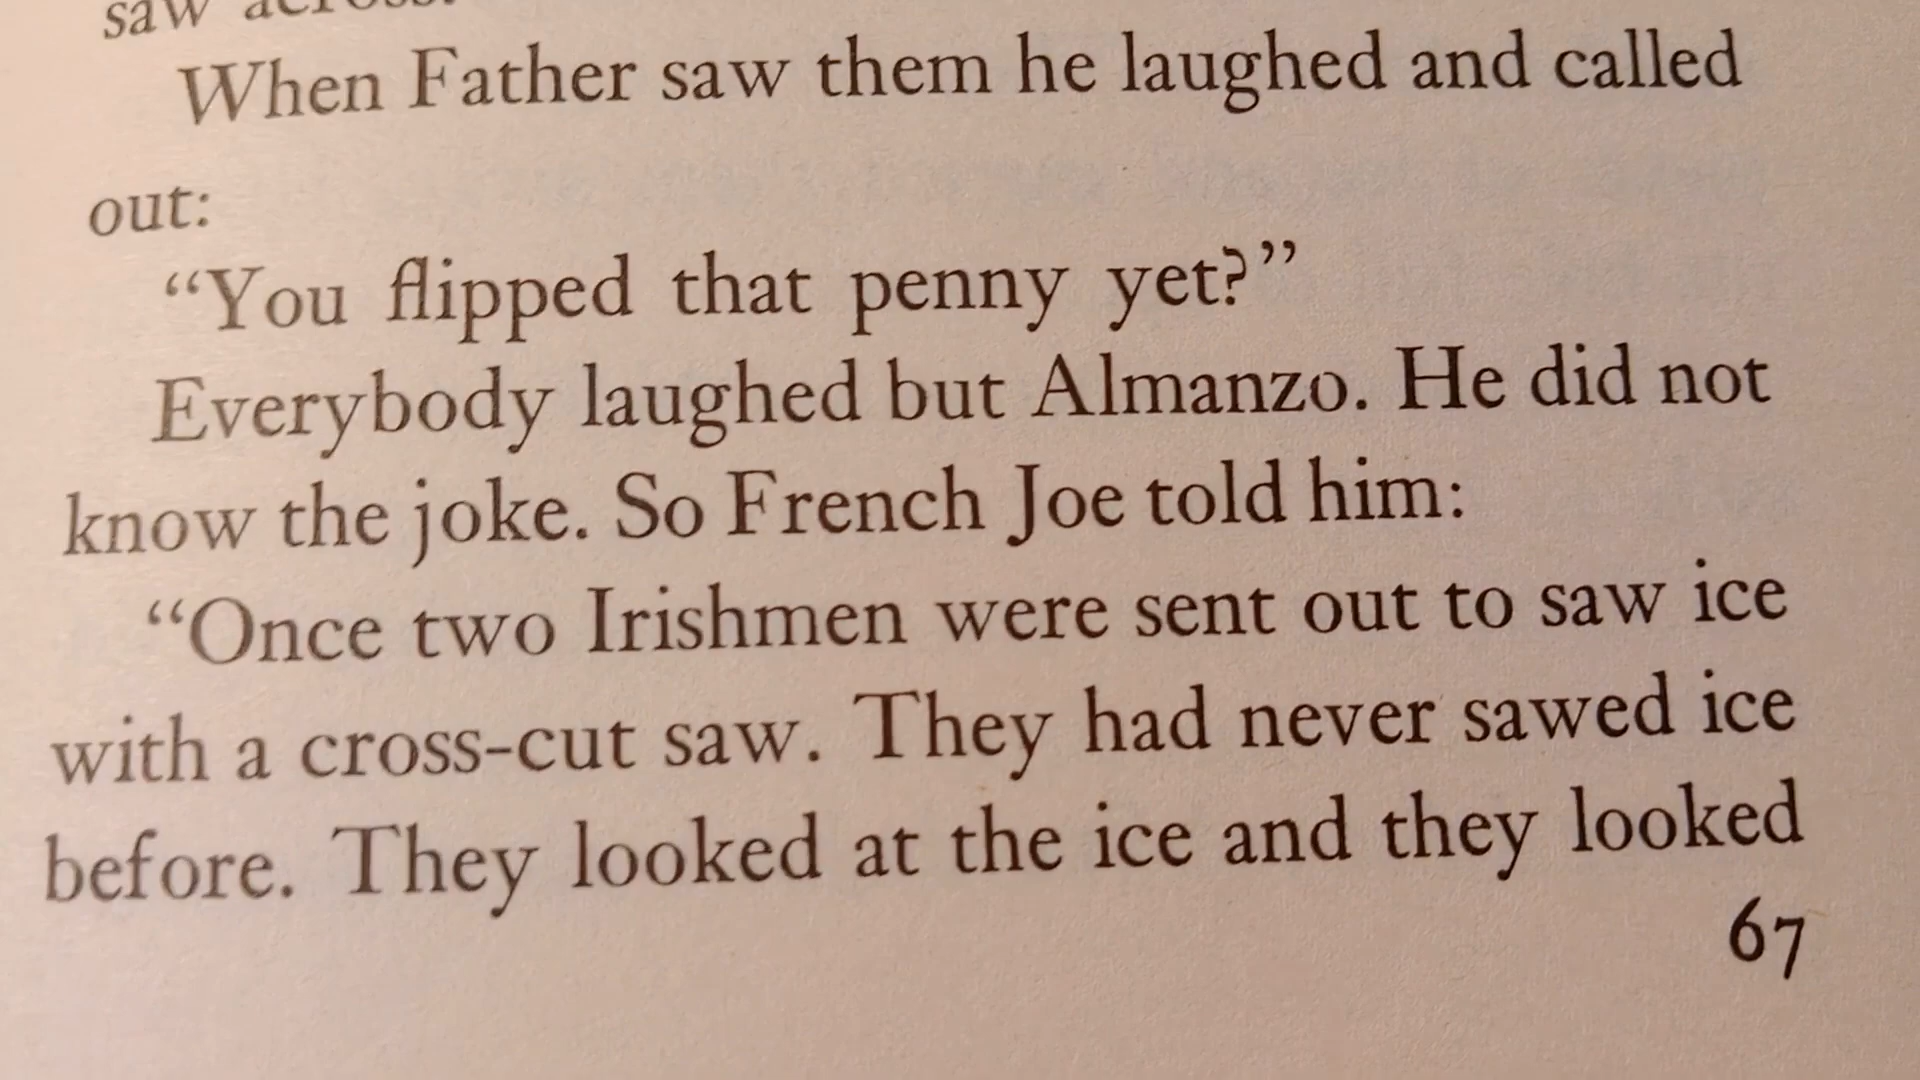 saw across.
When Father saw them he laughed and called
out:
“You flipped that penny yet?”
Everybody laughed but Almanzo. He did not
know the joke. So French Joe told him:
“Once two Irishmen were sent out to saw ice
with a cross-cut saw. They had never sawed ice
before. They looked at the ice and they looked
67